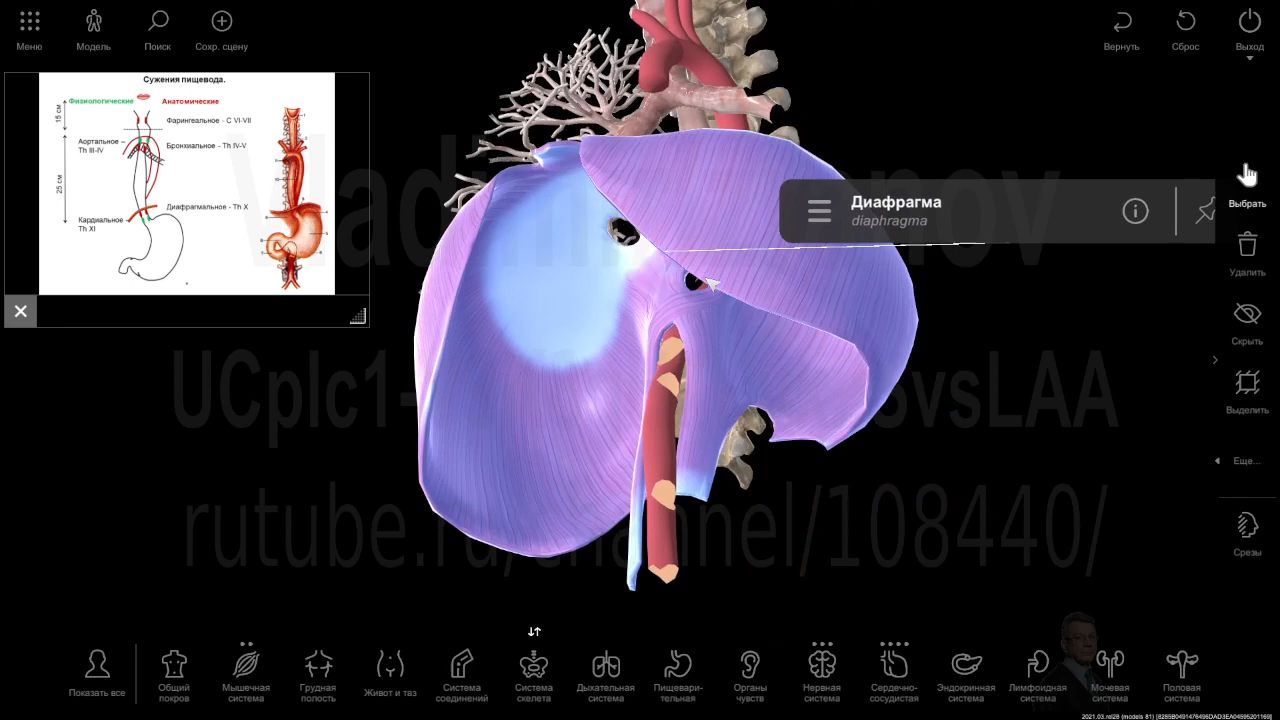 Меню
Модель
Поиск
Сохр. сцену
Вернуть
Сброс
Выход
Сужения пищевода.
Физиологические
Анатомические
15 см
Фарингеальное - C VI-VII
Аортальное –
Th III-IV
Бронхиальное - Th IV-V
25 см
Диафрагмальное - Th X
Кардиальное
Th XI
Диафрагма
diaphragma
Выбрать
Удалить
Скрыть
Выделить
Еще...
Срезы
rutube.ru/channel/108440/
Показать все
Общий
покров
Мышечная
система
Грудная
полость
Живот и таз
Система
соединений
Система
скелета
Дыхательная
система
Пищевари-
тельная
Органы
чувств
Нервная
система
Сердечно-
сосудистая
Эндокринная
система
Лимфоидная
система
Мочевая
система
Половая
система